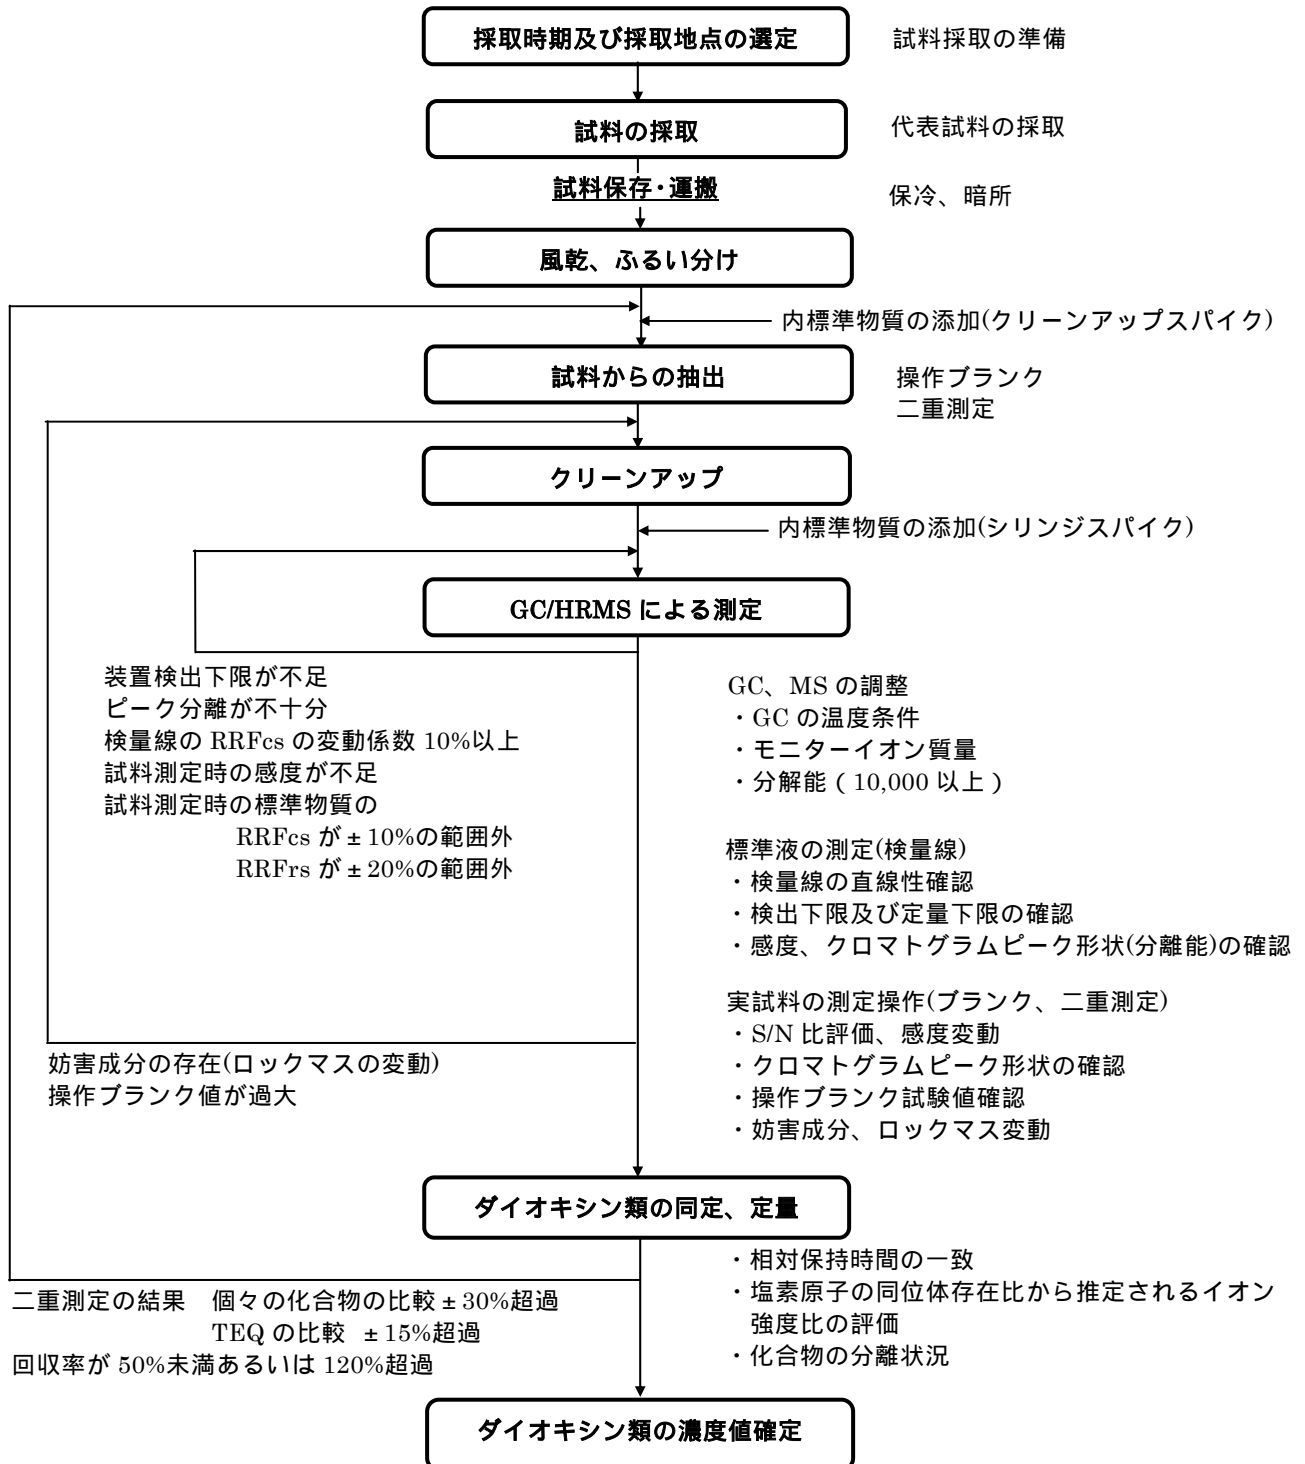 採取時期及び採取地点の選定
試料採取の準備
試料の採取
代表試料の採取
試料保存・運搬
保冷、暗所
風乾、ふるい分け
内標準物質の添加(クリーンアップスパイク)
試料からの抽出
操作ブランク
二重測定
クリーンアップ
内標準物質の添加(シリンジスパイク)
GC/HRMS による測定
装置検出下限が不足
ピーク分離が不十分
検量線の RRFcs の変動係数 10%以上
試料測定時の感度が不足
試料測定時の標準物質の
RRFcs が±10%の範囲外
RRFrs が±20%の範囲外
GC、MS の調整
・GC の温度条件
・モニターイオン質量
・分解能(10,000 以上)
標準液の測定(検量線)
・検量線の直線性確認
・検出下限及び定量下限の確認
・感度、クロマトグラムピーク形状(分離能)の確認
実試料の測定操作(ブランク、二重測定)
・S/N 比評価、感度変動
・クロマトグラムピーク形状の確認
・操作ブランク試験値確認
・妨害成分、ロックマス変動
妨害成分の存在(ロックマスの変動)
操作ブランク値が過大
ダイオキシン類の同定、定量
・相対保持時間の一致
・塩素原子の同位体存在比から推定されるイオン
強度比の評価
・化合物の分離状況
二重測定の結果 個々の化合物の比較±30%超過
TEQ の比較 ±15%超過
回収率が 50%未満あるいは 120%超過
ダイオキシン類の濃度値確定